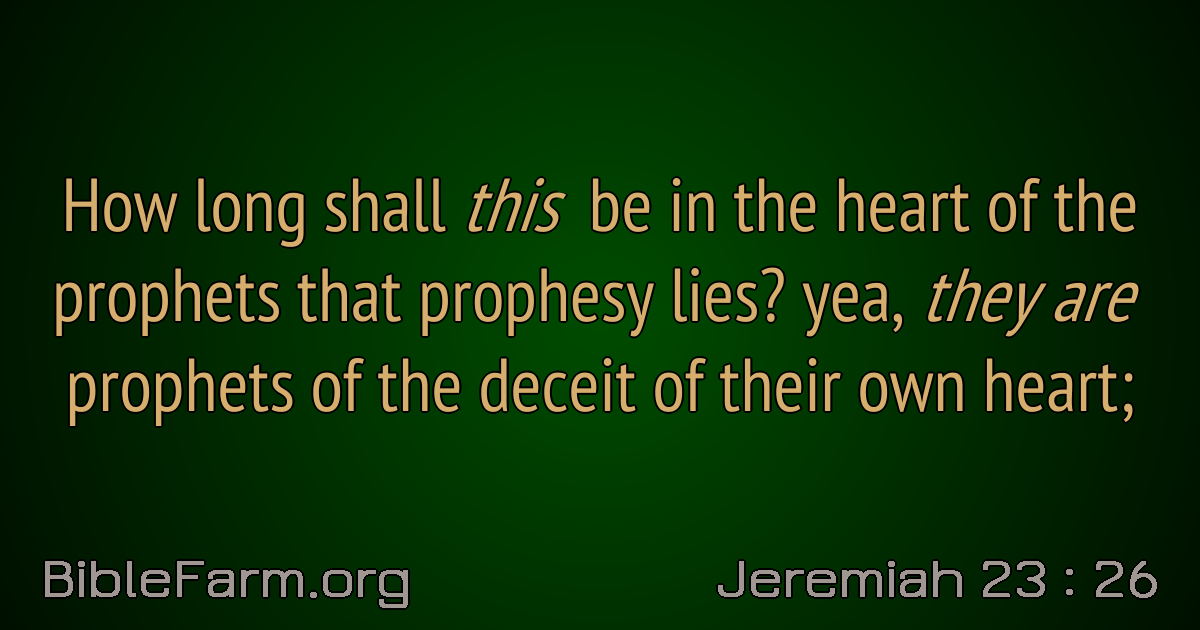 How long shall this be in the heart of the
prophets that prophesy lies? yea, they are
prophets of the deceit of their own heart;
BibleFarm.org
Jeremiah 23 : 26